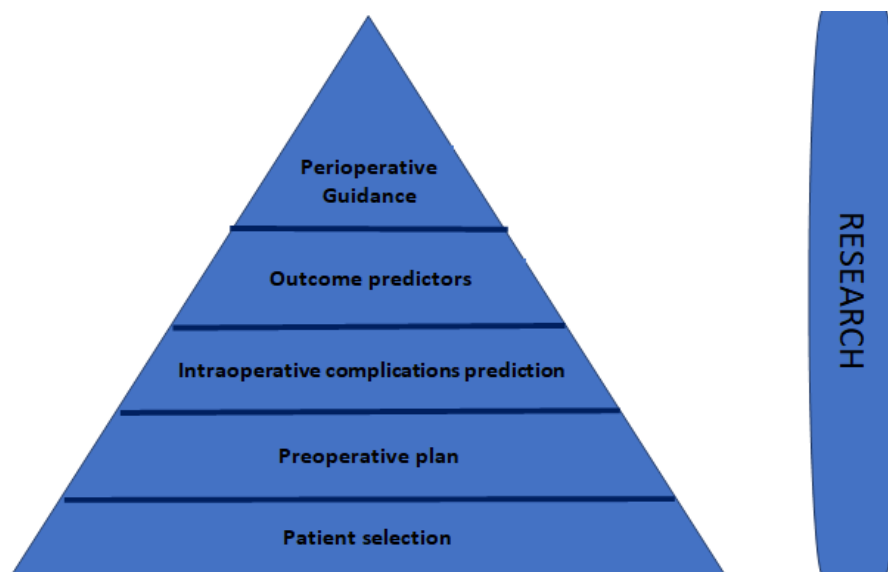 Perioperative
Guidance
Outcome predictors
Intraoperative complications prediction
Preoperative plan
Patient selection
RESEARCH